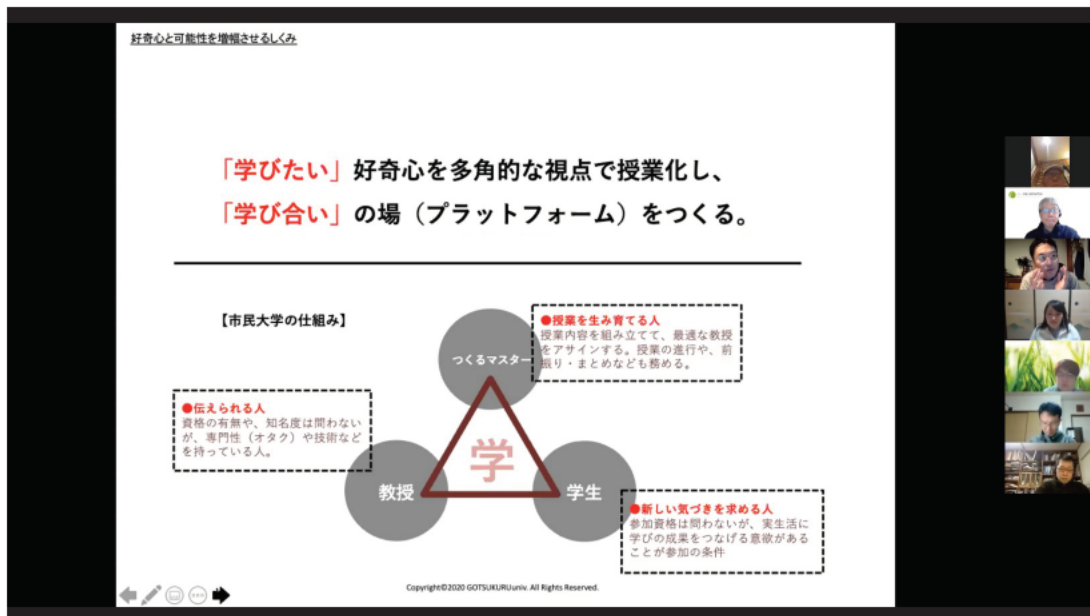 好奇心と可能性を増幅させるしくみ
「学びたい」好奇心を多角的な視点で授業化し、
「学び合い」の場（プラットフォーム）をつくる。
【市民大学の仕組み】
つくるマスター
●授業を生み育てる人
授業内容を組み立てて、最適な教授
をアサインする。授業の進行や、前
振り・まとめなども務める。
●伝えられる人
資格の有無や、知名度は問わない
が、専門性（オタク）や技術など
を持っている人。
学
教授
学生
●新しい気づきを求める人
参加資格は問わないが、実生活に
学びの成果をつなげる意欲がある
ことが参加の条件
Copyright©2020 GOTSUKURUuniv. All Rights Reserved.